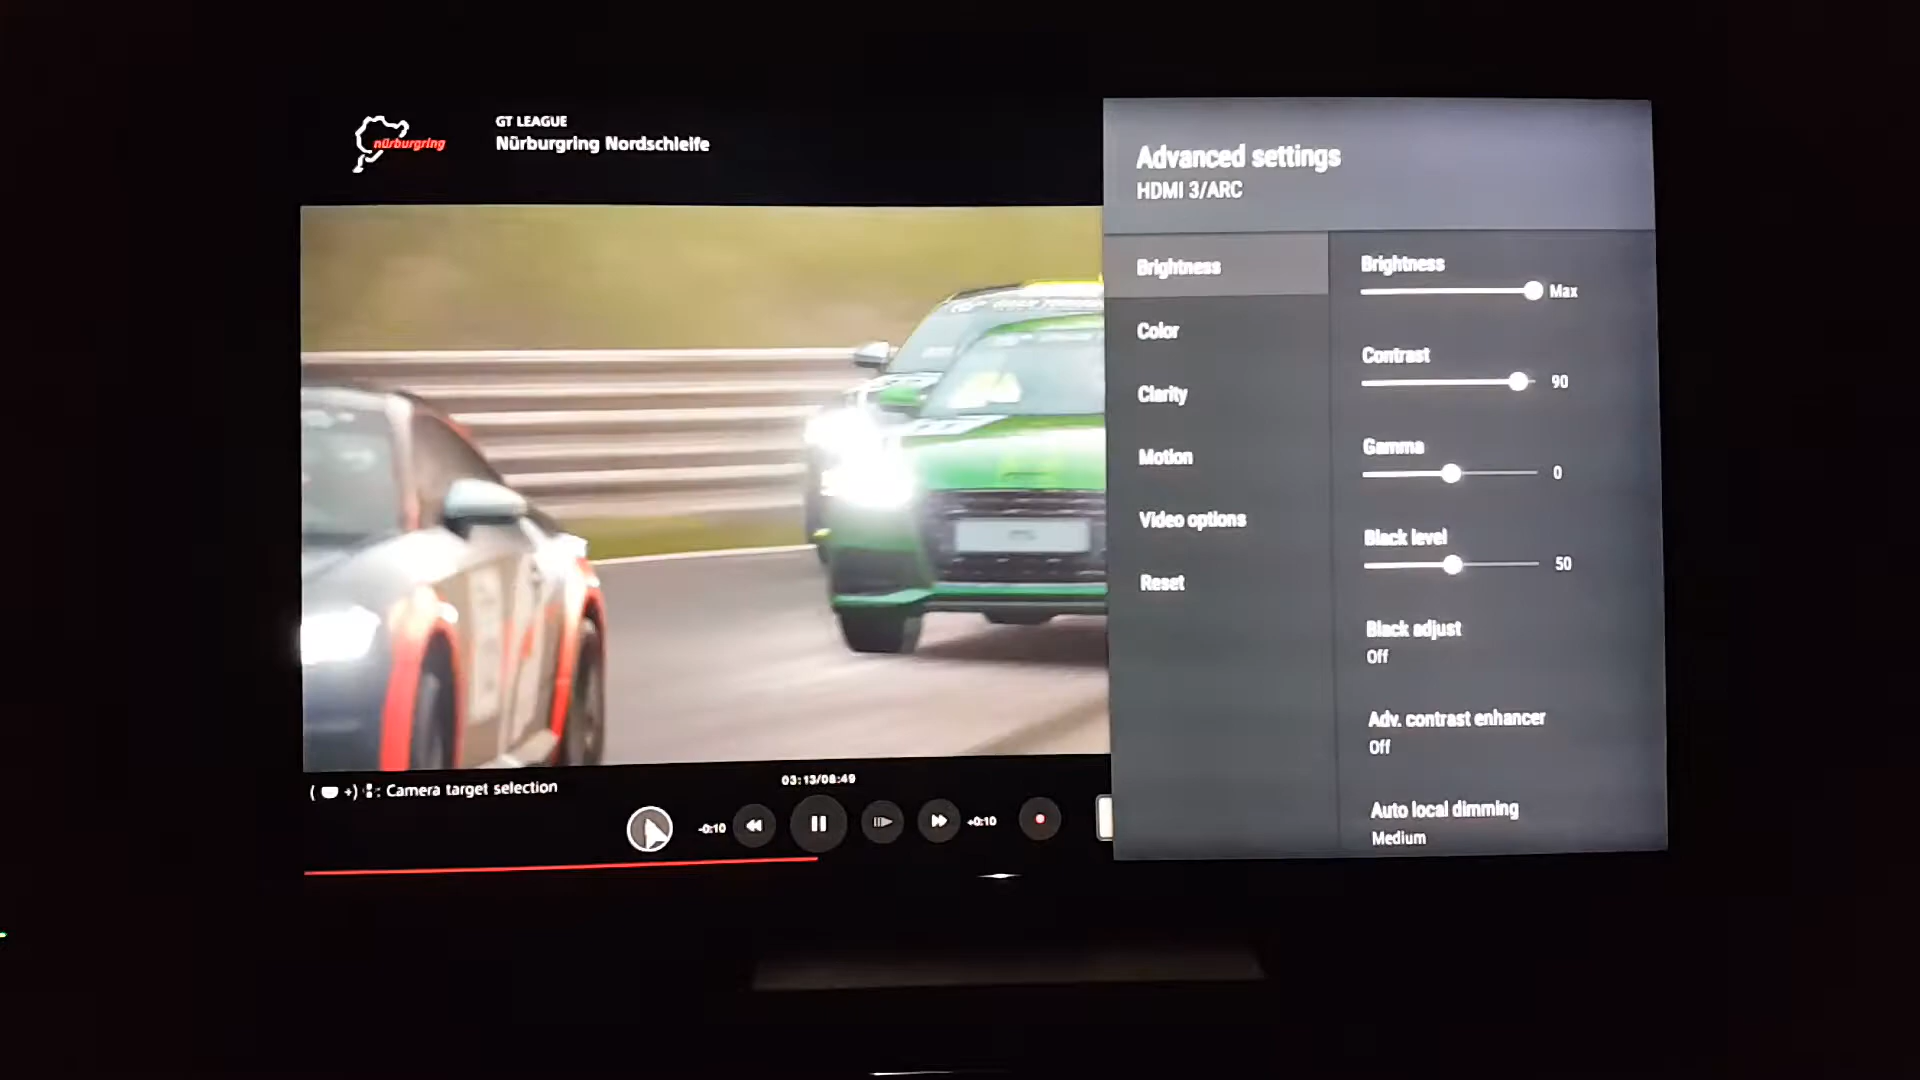 nürburgring
GT LEAGUE
Nürburgring Nordschleife
Advanced settings
HDMI 3/ARC
Brightness
Color
Clarity
Motion
Video options
Reset
Brightness
Max
Contrast
90
Gamma
0
Black level
50
Black adjust
Off
Adv. contrast enhancer
Off
Auto local dimming
Medium
( +) : Camera target selection
03:13/08:49
-0:10
+0:10